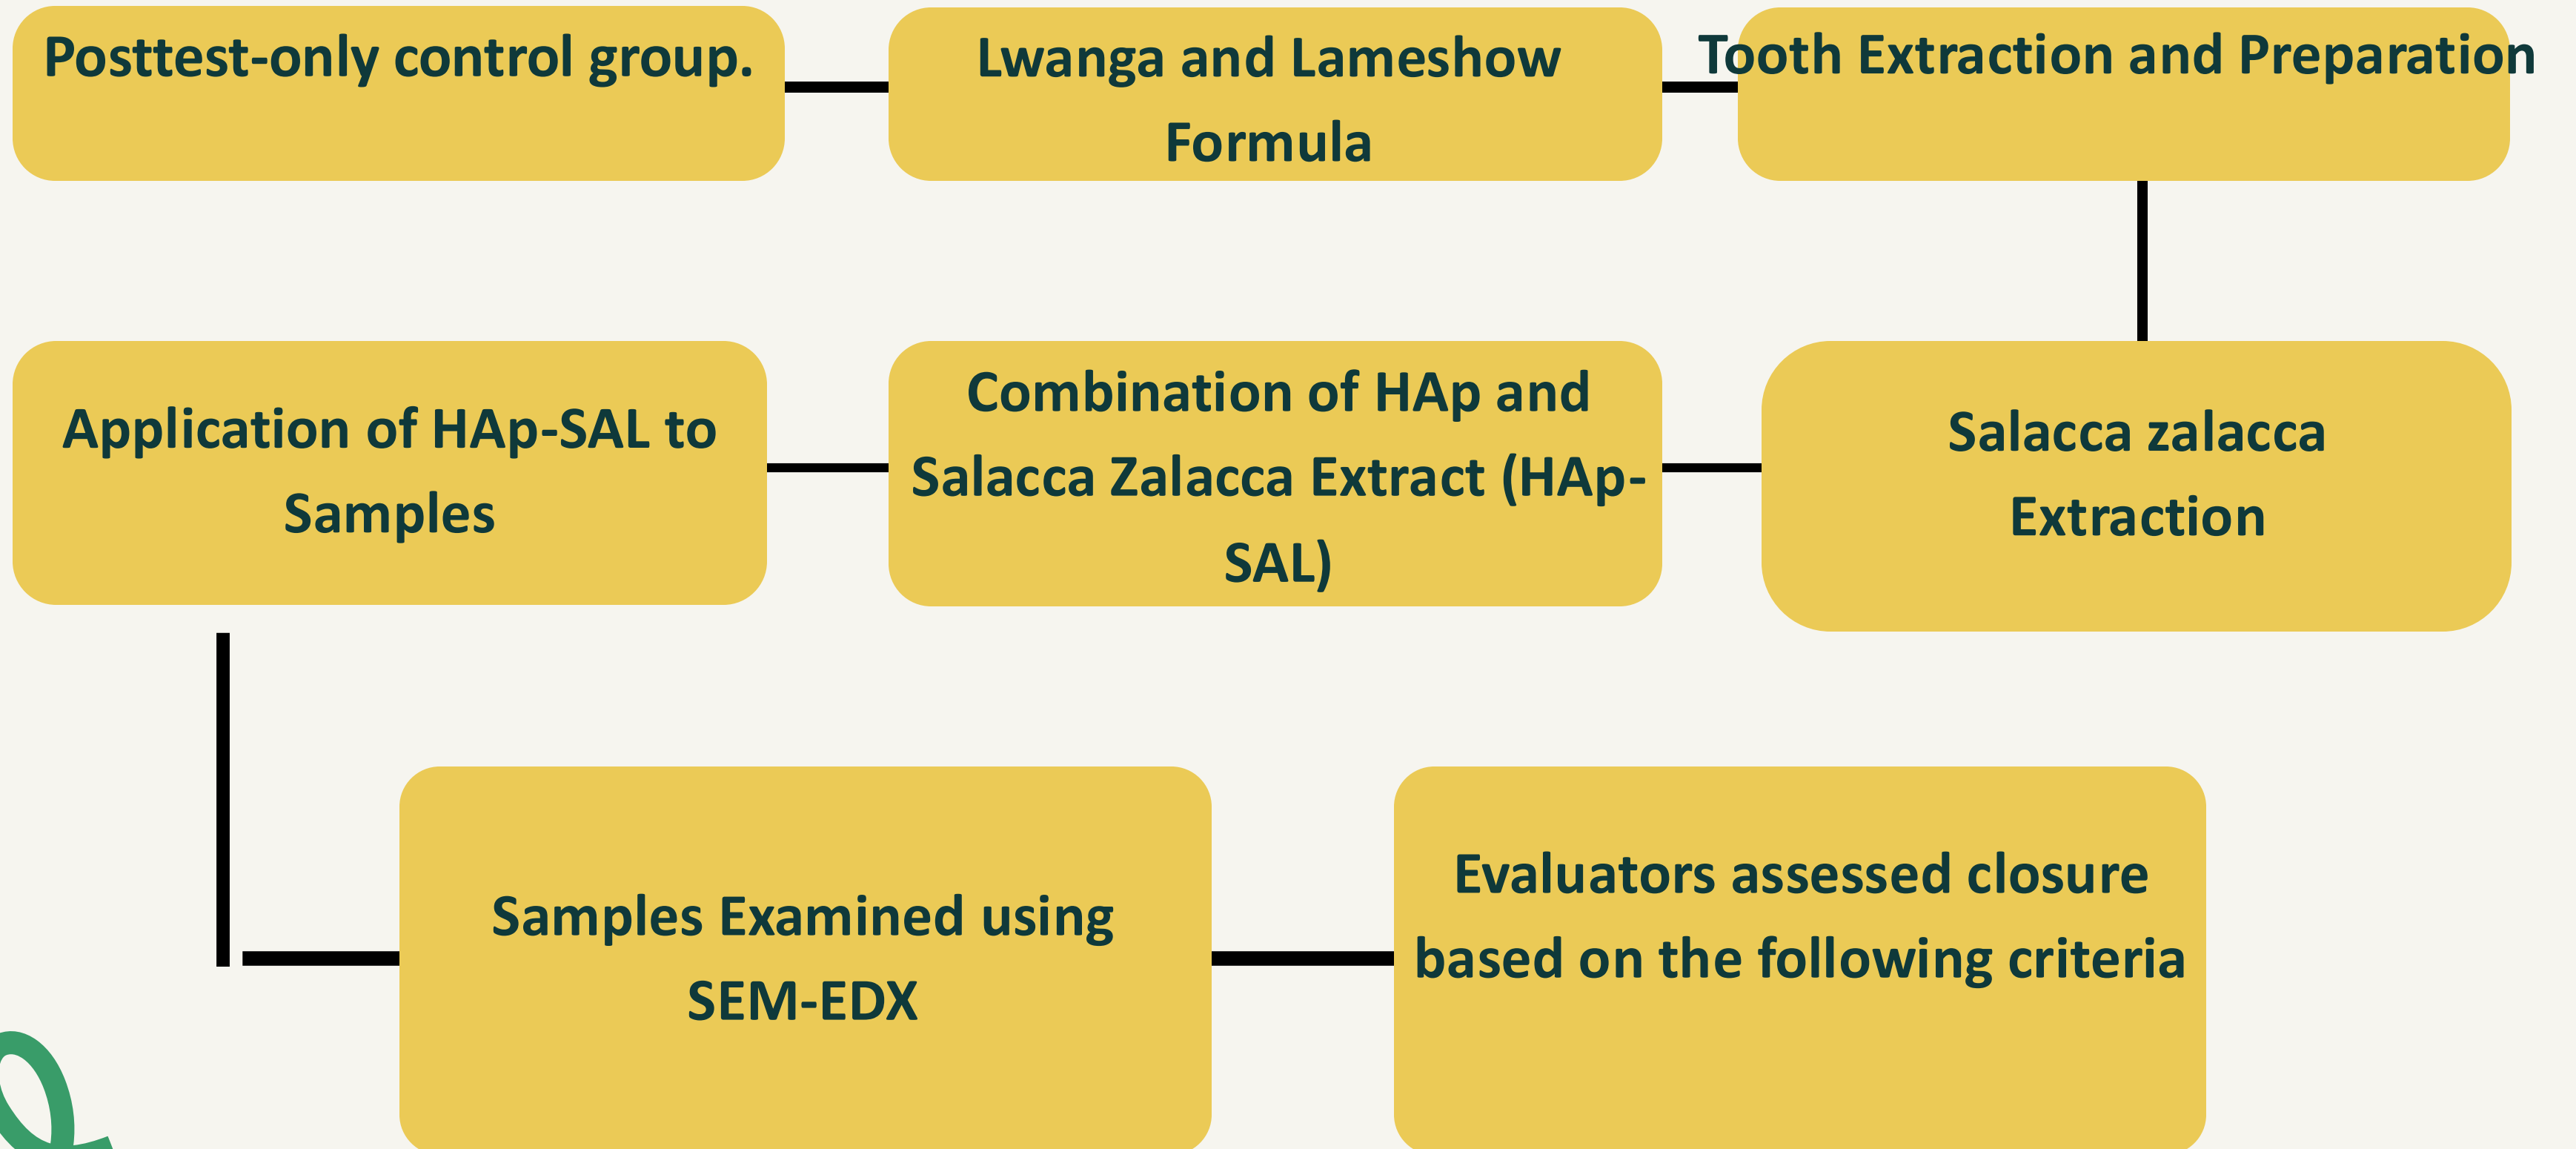 Posttest-only control group.
Lwanga and Lameshow
Formula
Tooth Extraction and Preparation
Salacca zalacca
Extraction
Combination of HAp and
Salacca Zalacca Extract (HAp-
SAL)
Application of HAp-SAL to
Samples
Samples Examined using
SEM-EDX
Evaluators assessed closure
based on the following criteria